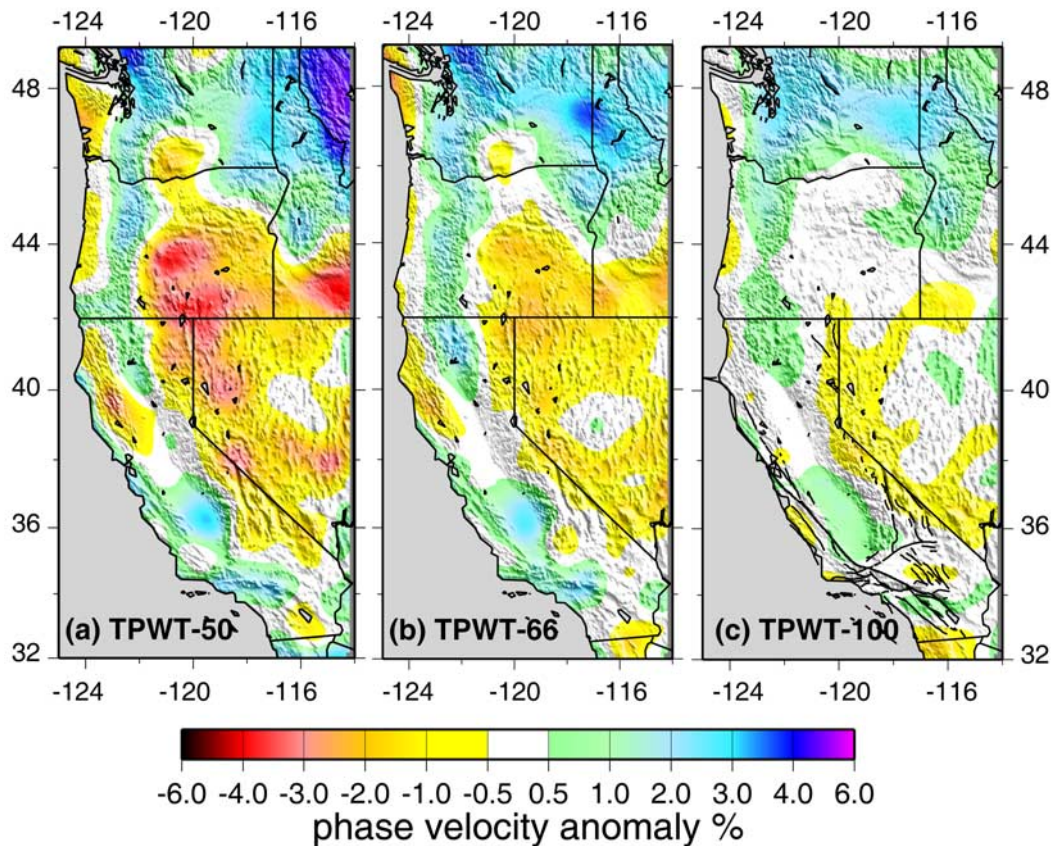 -124 -120 -116 -124 -120 -116 -124 -120 -116
48 48
44 44
40 40
36 36
32 32
(a) TPWT-50 (b) TPWT-66 (c) TPWT-100
-124 -120 -116 -124 -120 -116 -124 -120 -116
-6.0 -4.0 -3.0 -2.0 -1.0 -0.5 0.5 1.0 2.0 3.0 4.0 6.0
phase velocity anomaly %